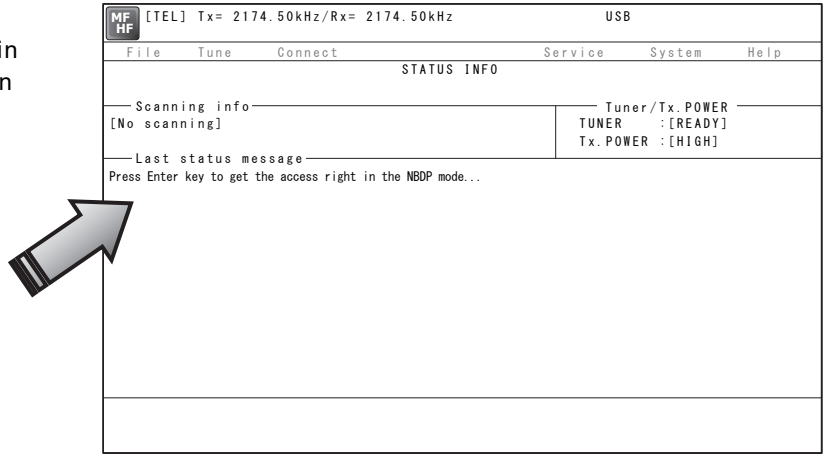 in
n
MF
HF
[TEL] Tx= 2174.50kHz/Rx= 2174.50kHz USB
File Tune Connect Service System Help
STATUS INFO
Scanning info
[No scanning]
Tuner/Tx.POWER
TUNER :[READY]
Tx.POWER :[HIGH]
Last status message
Press Enter key to get the access right in the NBDP mode...